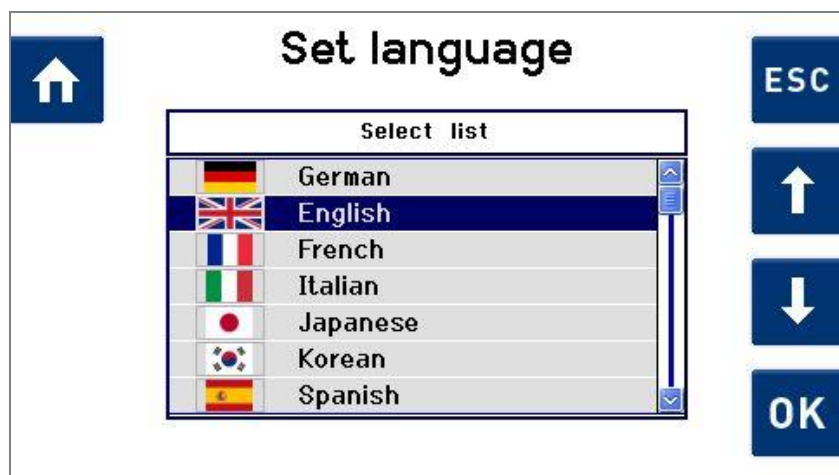 Set language
ESC
Select list
German
English
French
Italian
Japanese
Korean
Spanish
OK